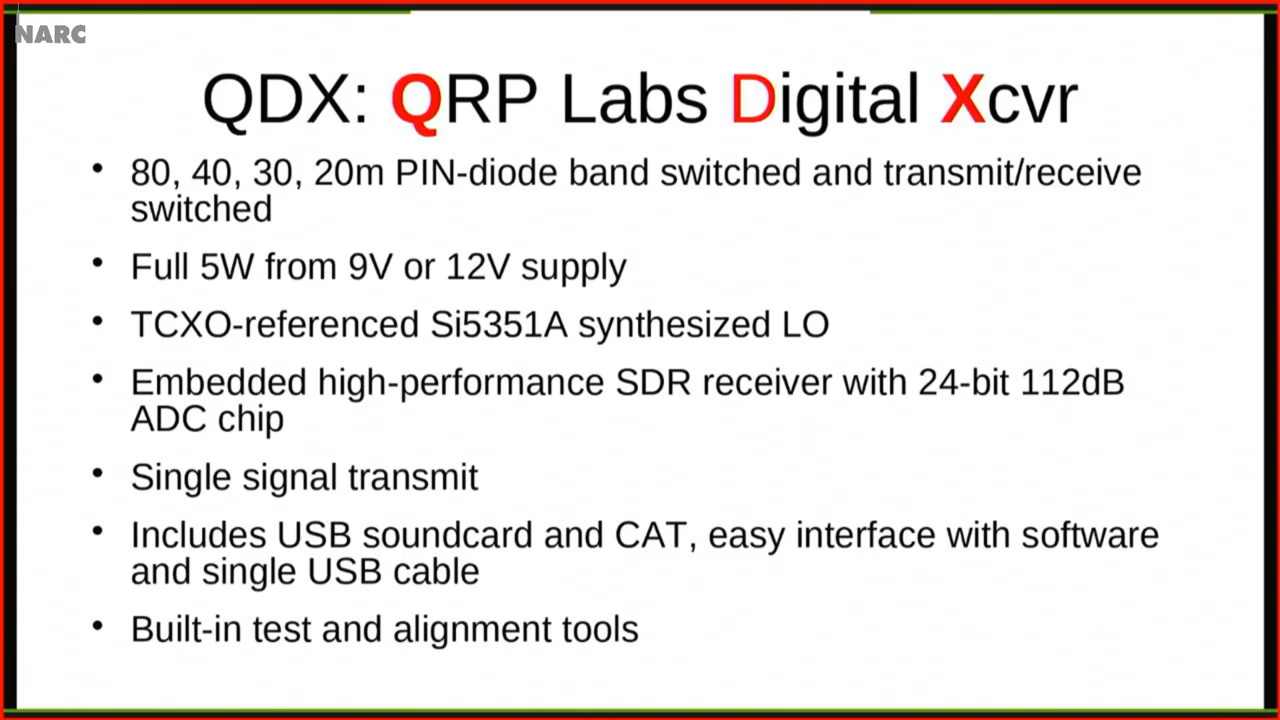 NARC
QDX: QRP Labs Digital Xcvr
• 80, 40, 30, 20m PIN-diode band switched and transmit/receive
switched
• Full 5W from 9V or 12V supply
• TCXO-referenced Si5351A synthesized LO
• Embedded high-performance SDR receiver with 24-bit 112dB
ADC chip
• Single signal transmit
• Includes USB soundcard and CAT, easy interface with software
and single USB cable
• Built-in test and alignment tools